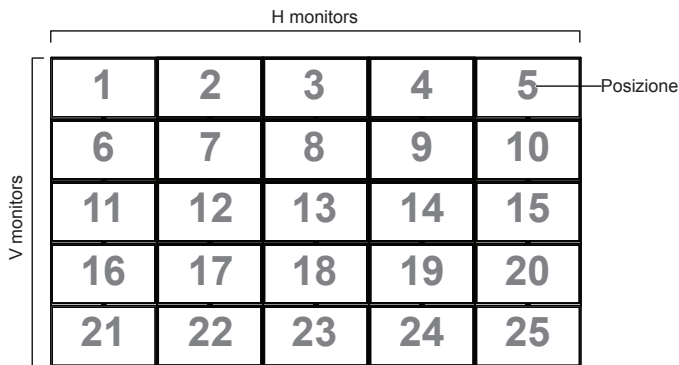 H monitors
1 2 3 4 5 Posizione
6 7 8 9 10
11 12 13 14 15
16 17 18 19 20
21 22 23 24 25
V monitors